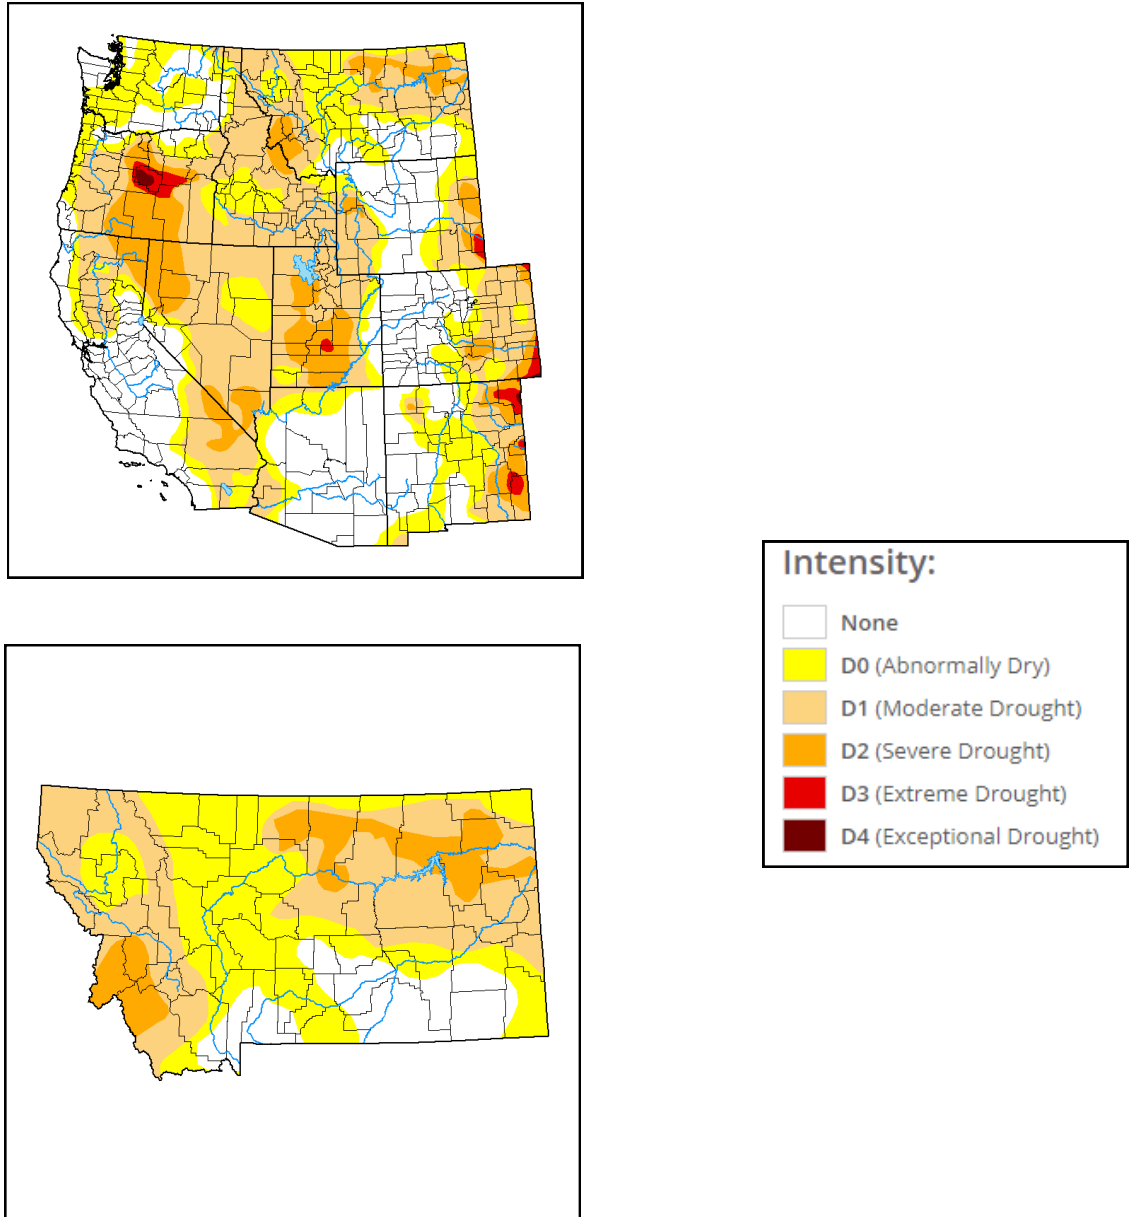 Intensity:
None
D0 (Abnormally Dry)
D1 (Moderate Drought)
D2 (Severe Drought)
D3 (Extreme Drought)
D4 (Exceptional Drought)